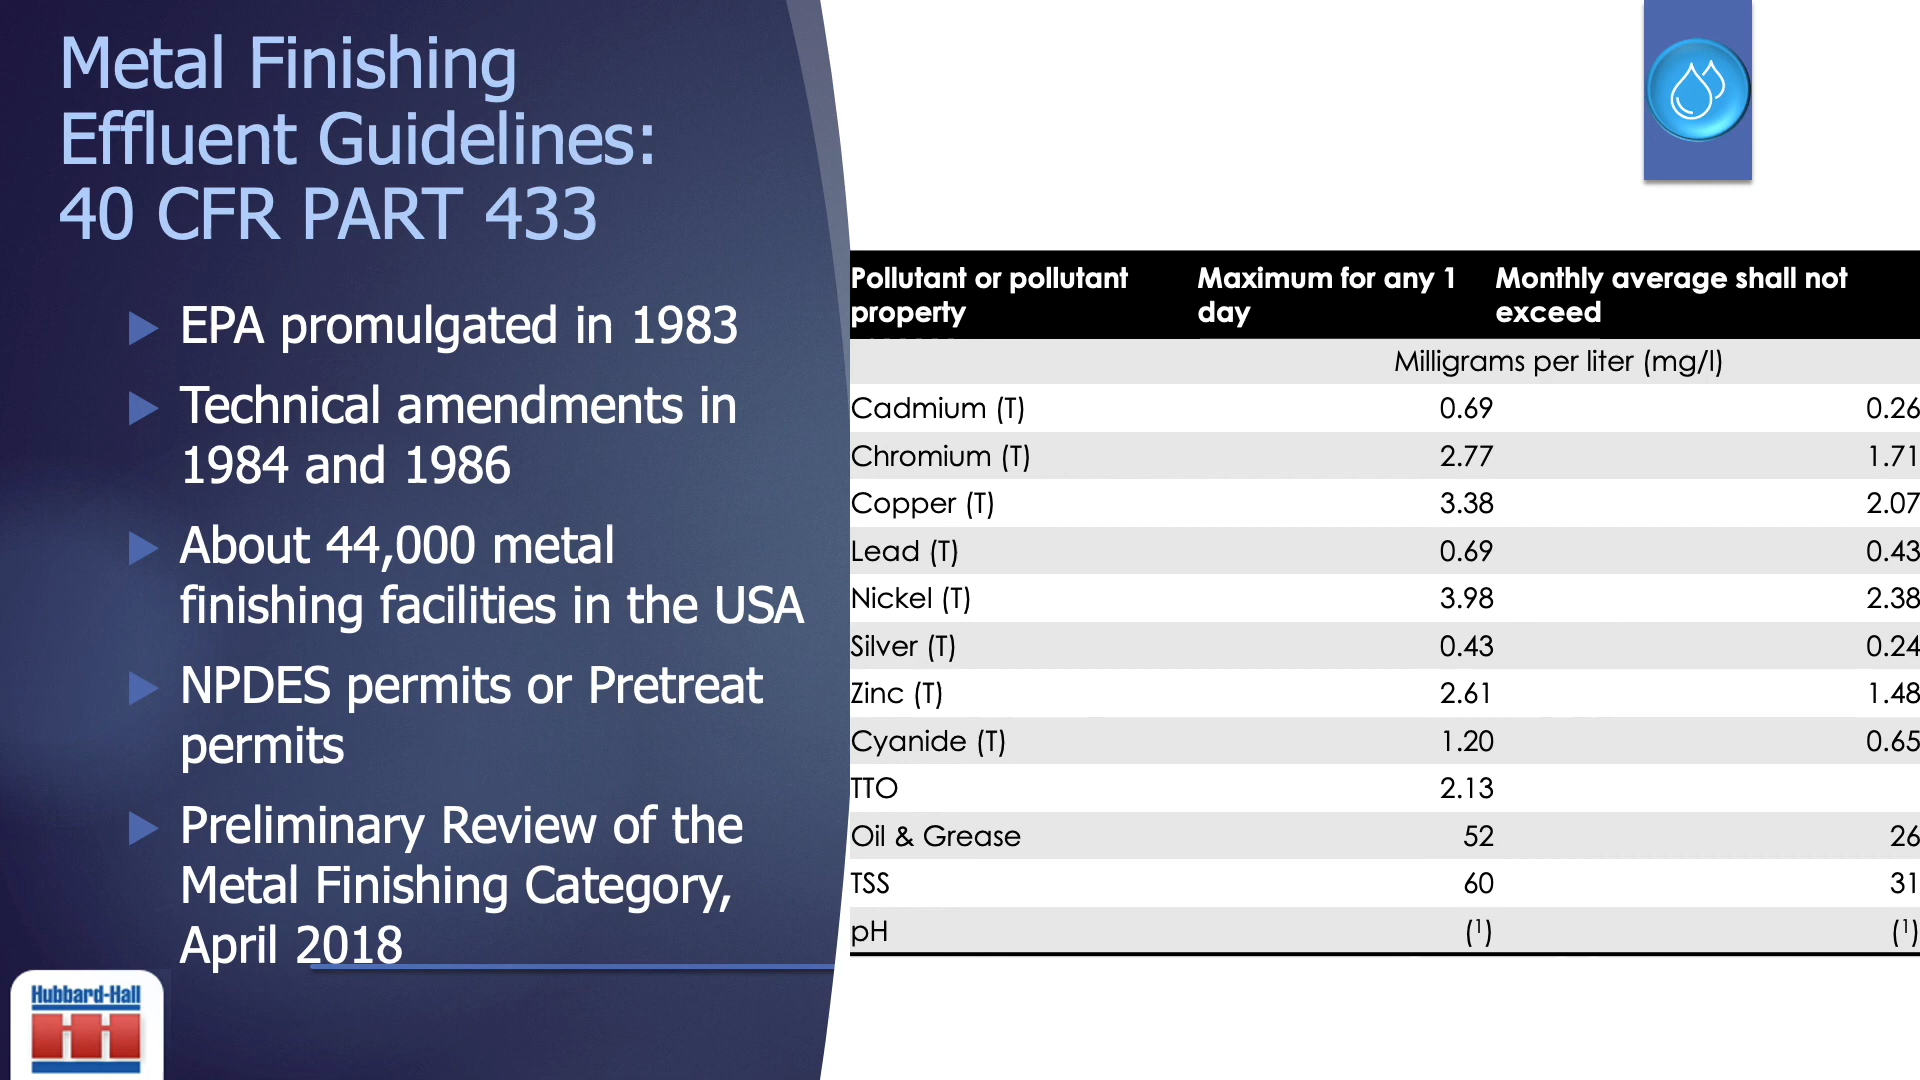 Metal Finishing
Effluent Guidelines:
40 CFR PART 433
EPA promulgated in 1983
Technical amendments in
1984 and 1986
About 44,000 metal
finishing facilities in the USA
NPDES permits or Pretreat
permits
Preliminary Review of the
Metal Finishing Category,
April 2018
Hubbard-Hall
Pollutant or pollutant property Maximum for any 1 day Monthly average shall not exceed
Milligrams per liter (mg/l)
Cadmium (T) 0.69 0.26
Chromium (T) 2.77 1.71
Copper (T) 3.38 2.07
Lead (T) 0.69 0.43
Nickel (T) 3.98 2.38
Silver (T) 0.43 0.24
Zinc (T) 2.61 1.48
Cyanide (T) 1.20 0.65
TTO 2.13
Oil & Grease 52 26
TSS 60 31
pH (¹) (¹)